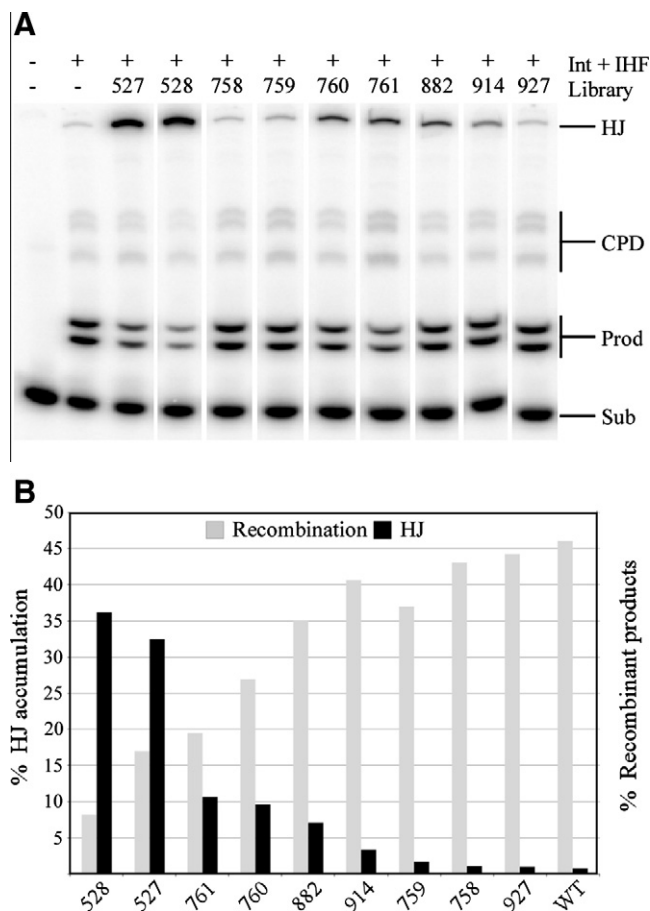 A
- + + + + + + + + + + Int + IHF
- - 527 528 758 759 760 761 882 914 927 Library
HJ
CPD
Prod
Sub
B
Recombination HJ
50
45
40
35
30
25
20
15
10
5
% HJ accumulation
% Recombinant products
528 527 761 760 882 914 759 758 927 WT